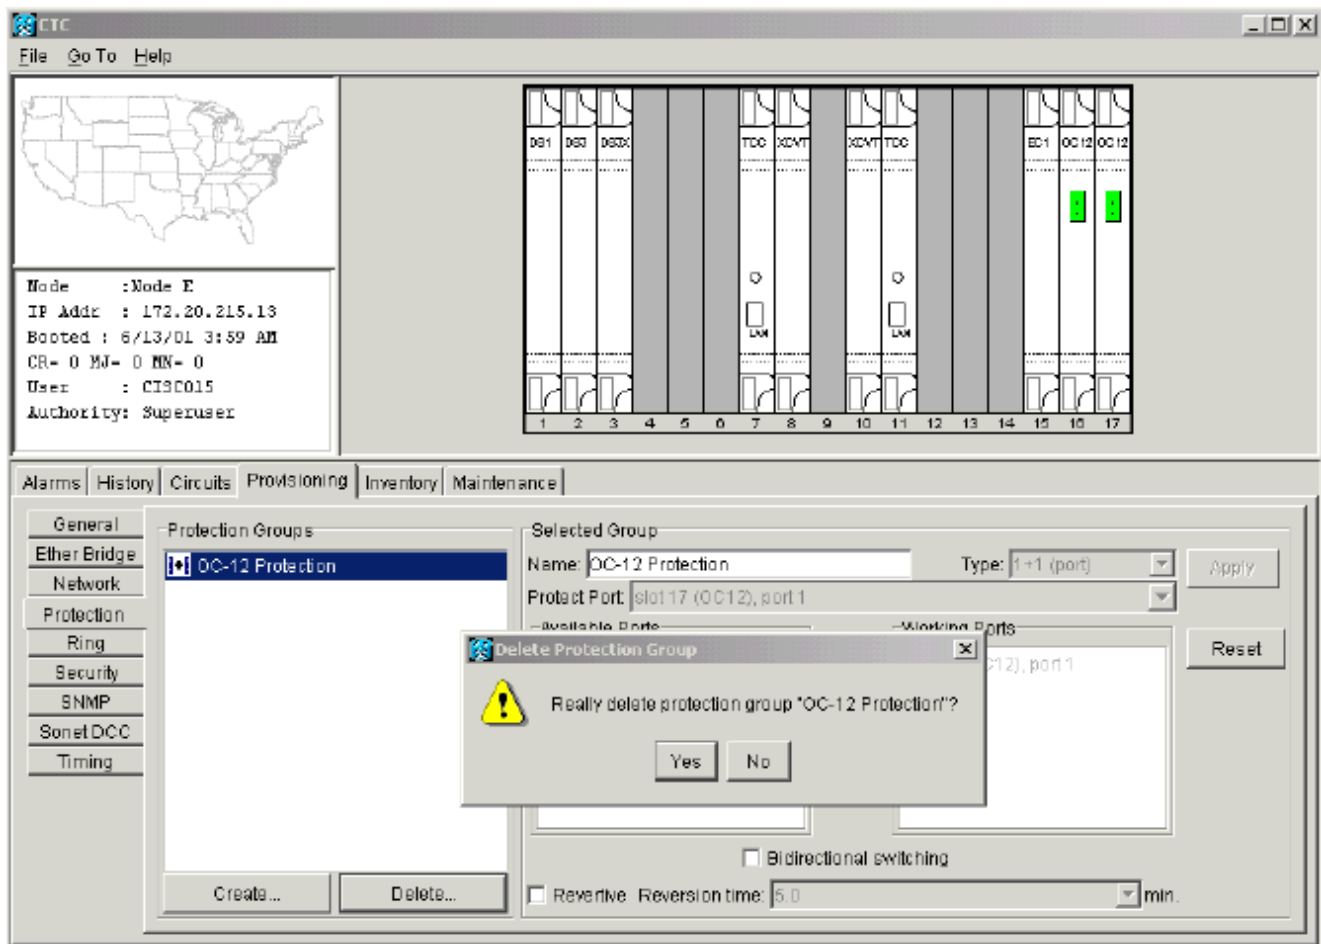 CTC
File Go To Help
DS1 DS3 DS3X TCC XCVT XCVT TCC EC1 OC12 OC12
LAN LAN
1 2 3 4 5 6 7 8 9 10 11 12 13 14 15 16 17
Node :Node E
IP Addr : 172.20.215.13
Booted : 6/13/01 3:59 AM
CR- 0 MJ- 0 MN- 0
User : CISCO15
Authority: Superuser
Alarms History Circuits Provisioning Inventory Maintenance
General
Ether Bridge
Network
Protection
Ring
Security
SNMP
Sonet DCC
Timing
Protection Groups
OC-12 Protection
Create... Delete...
Selected Group
Name: OC-12 Protection Type: 1+1 (port) Apply
Protect Port: slot 17 (OC12), port 1
Available Ports Working Ports
C12), port 1 Reset
Delete Protection Group
Really delete protection group "OC-12 Protection"?
Yes No
Bidirectional switching
Revertive Reversion time: 5.0 min.